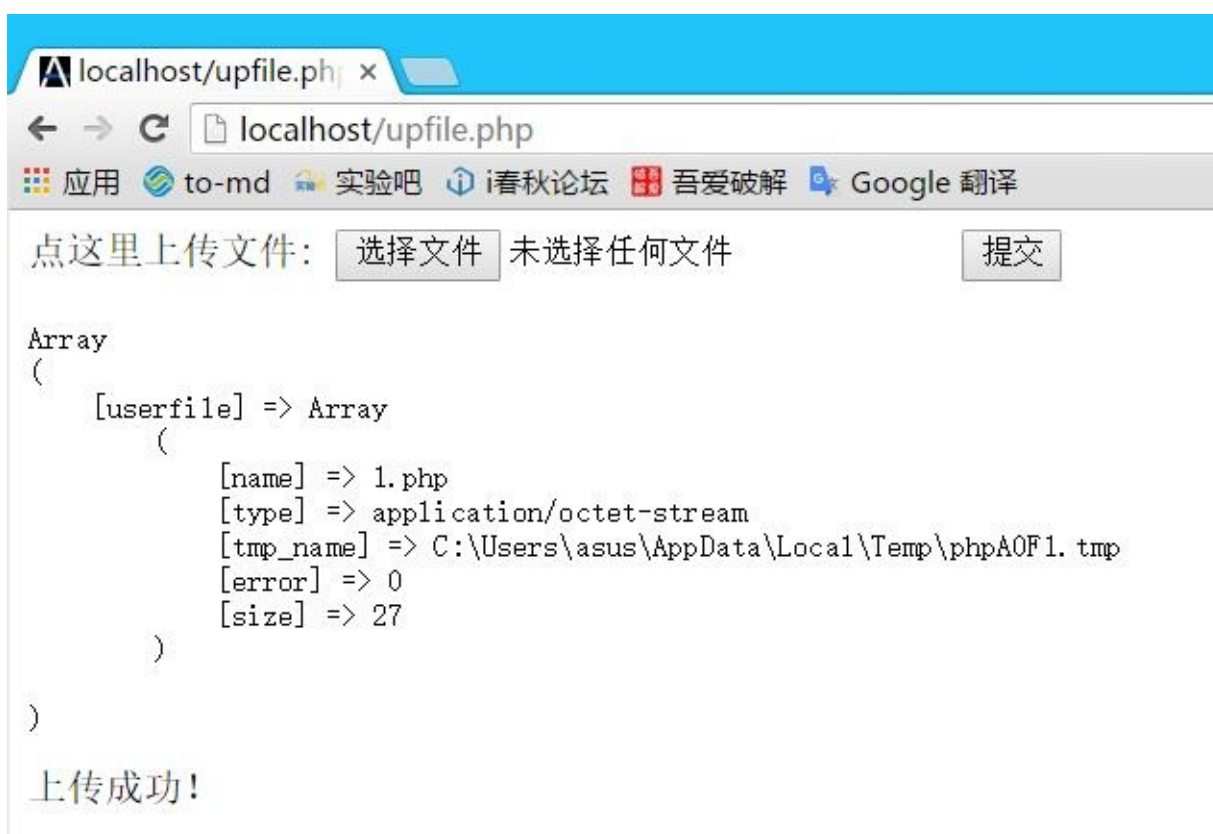 localhost/upfile.ph
localhost/upfile.php
应用 to-md 实验吧 i春秋论坛 吾爱破解 Google 翻译
点这里上传文件: 选择文件 未选择任何文件 提交
Array
(
[userfile] => Array
(
[name] => 1.php
[type] => application/octet-stream
[tmp_name] => C:\Users\asus\AppData\Local\Temp\phpA0F1.tmp
[error] => 0
[size] => 27
)
)
上传成功!